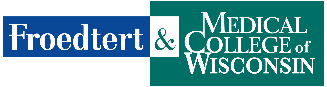 Froedtert & MEDICAL
COLLEGE of
WISCONSIN